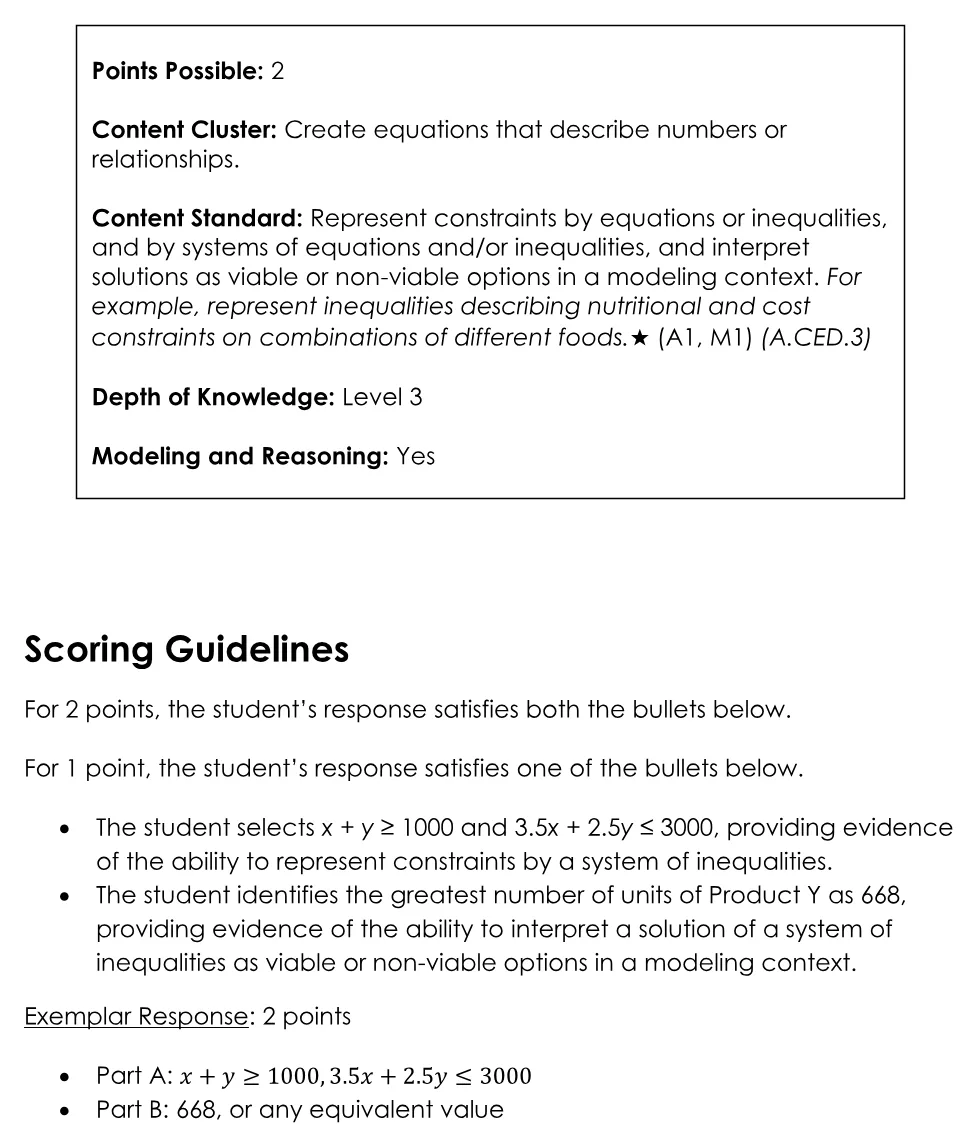 Points Possible: 2
Content Cluster: Create equations that describe numbers or
relationships.
Content Standard: Represent constraints by equations or inequalities,
and by systems of equations and/or inequalities, and interpret
solutions as viable or non-viable options in a modeling context. For
example, represent inequalities describing nutritional and cost
constraints on combinations of different foods.★ (A1, M1) (A.CED.3)
Depth of Knowledge: Level 3
Modeling and Reasoning: Yes
Scoring Guidelines
For 2 points, the student’s response satisfies both the bullets below.
For 1 point, the student’s response satisfies one of the bullets below.
• The student selects x + y ≥ 1000 and 3.5x + 2.5y ≤ 3000, providing evidence
of the ability to represent constraints by a system of inequalities.
• The student identifies the greatest number of units of Product Y as 668,
providing evidence of the ability to interpret a solution of a system of
inequalities as viable or non-viable options in a modeling context.
Exemplar Response: 2 points
• Part A: x + y ≥ 1000, 3.5x + 2.5y ≤ 3000
• Part B: 668, or any equivalent value